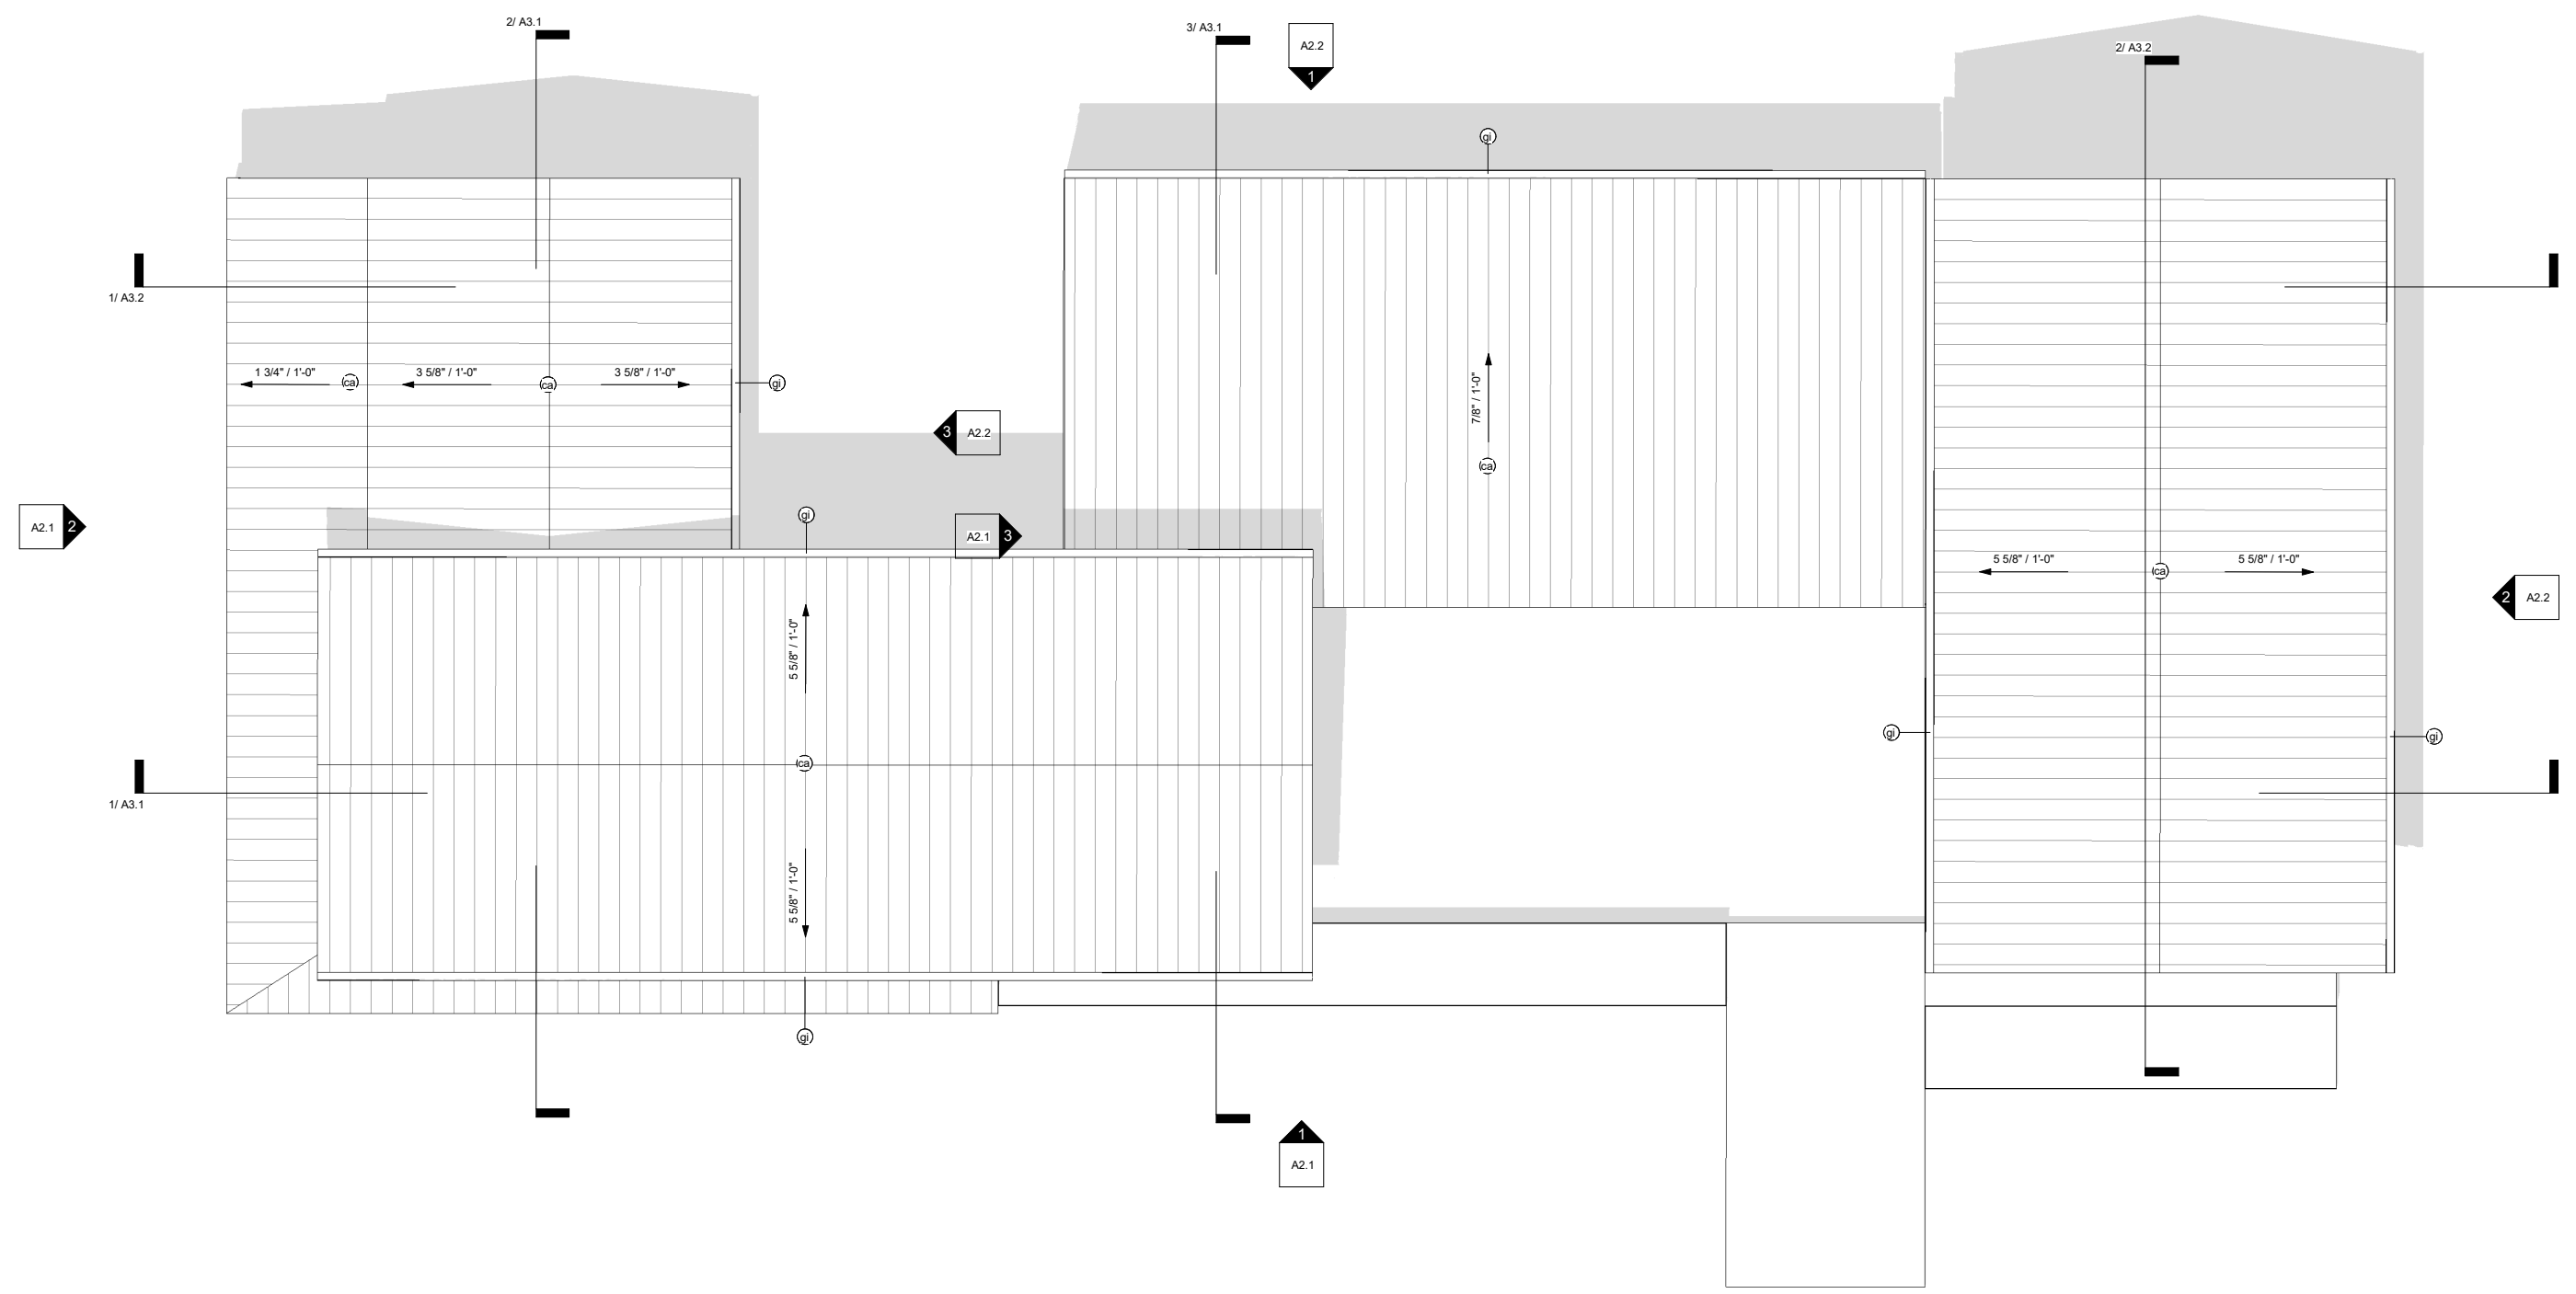 2/ A3.1
3/ A3.1
A2.2
1
2/ A3.2
gi
1/ A3.2
1 3/4" / 1'-0"
ca
3 5/8" / 1'-0"
ca
3 5/8" / 1'-0"
gi
7/8" / 1'-0"
ca
3
A2.2
A2.1
2
gi
A2.1
3
5 5/8" / 1'-0"
ca
5 5/8" / 1'-0"
2
A2.2
5 5/8" / 1'-0"
gi
gi
ca
1/ A3.1
5 5/8" / 1'-0"
gi
1
A2.1